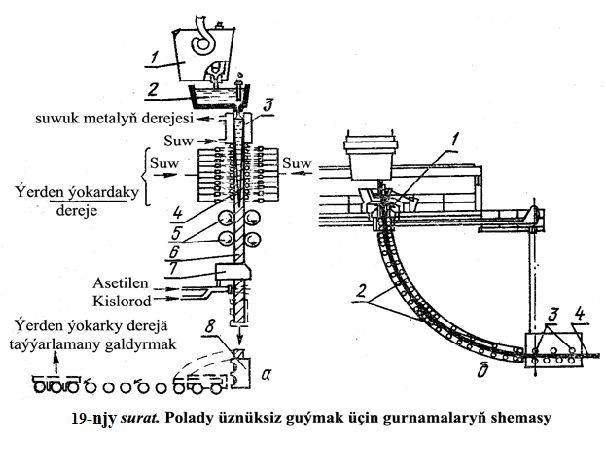 1
2
3
suwuk metalyň derejesi
Suw
Suw
Suw
Ýerden ýokardaky
dereje
4
5
6
7
Asetilen
Kislorod
Ýerden ýokarky derejä
taýýarlamany galdyrmak
8
a
1
2
3
4
б
19-njy surat. Polady üznüksiz guýmak üçin gurnamalaryň shemasy